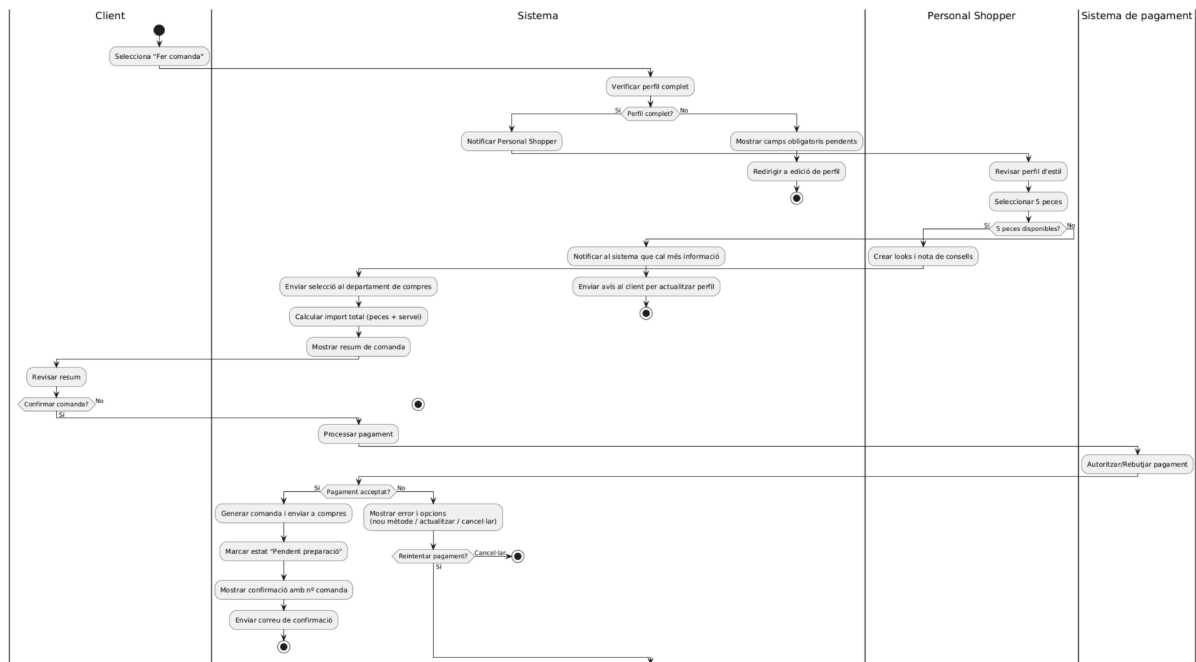 Client
Sistema
Personal Shopper
Sistema de pagament
Selecciona "Fer comanda"
Verificar perfil complet
Perfil complet?
Sí
No
Notificar Personal Shopper
Mostrar camps obligatoris pendents
Redirigir a edició de perfil
Revisar perfil d'estil
Seleccionar 5 peces
5 peces disponibles?
Sí
No
Notificar al sistema que cal més informació
Crear looks i nota de consells
Enviar selecció al departament de compres
Enviar avís al client per actualitzar perfil
Calcular import total (peces + servei)
Mostrar resum de comanda
Revisar resum
Confirmar comanda?
No
Sí
Processar pagament
Autoritzar/Rebutjar pagament
Pagament acceptat?
Sí
No
Generar comanda i enviar a compres
Mostrar error i opcions
(nou mètode / actualitzar / cancel·lar)
Marcar estat "Pendent preparació"
Reintentar pagament?
Cancel·lar
Sí
Mostrar confirmació amb nº comanda
Enviar correu de confirmació